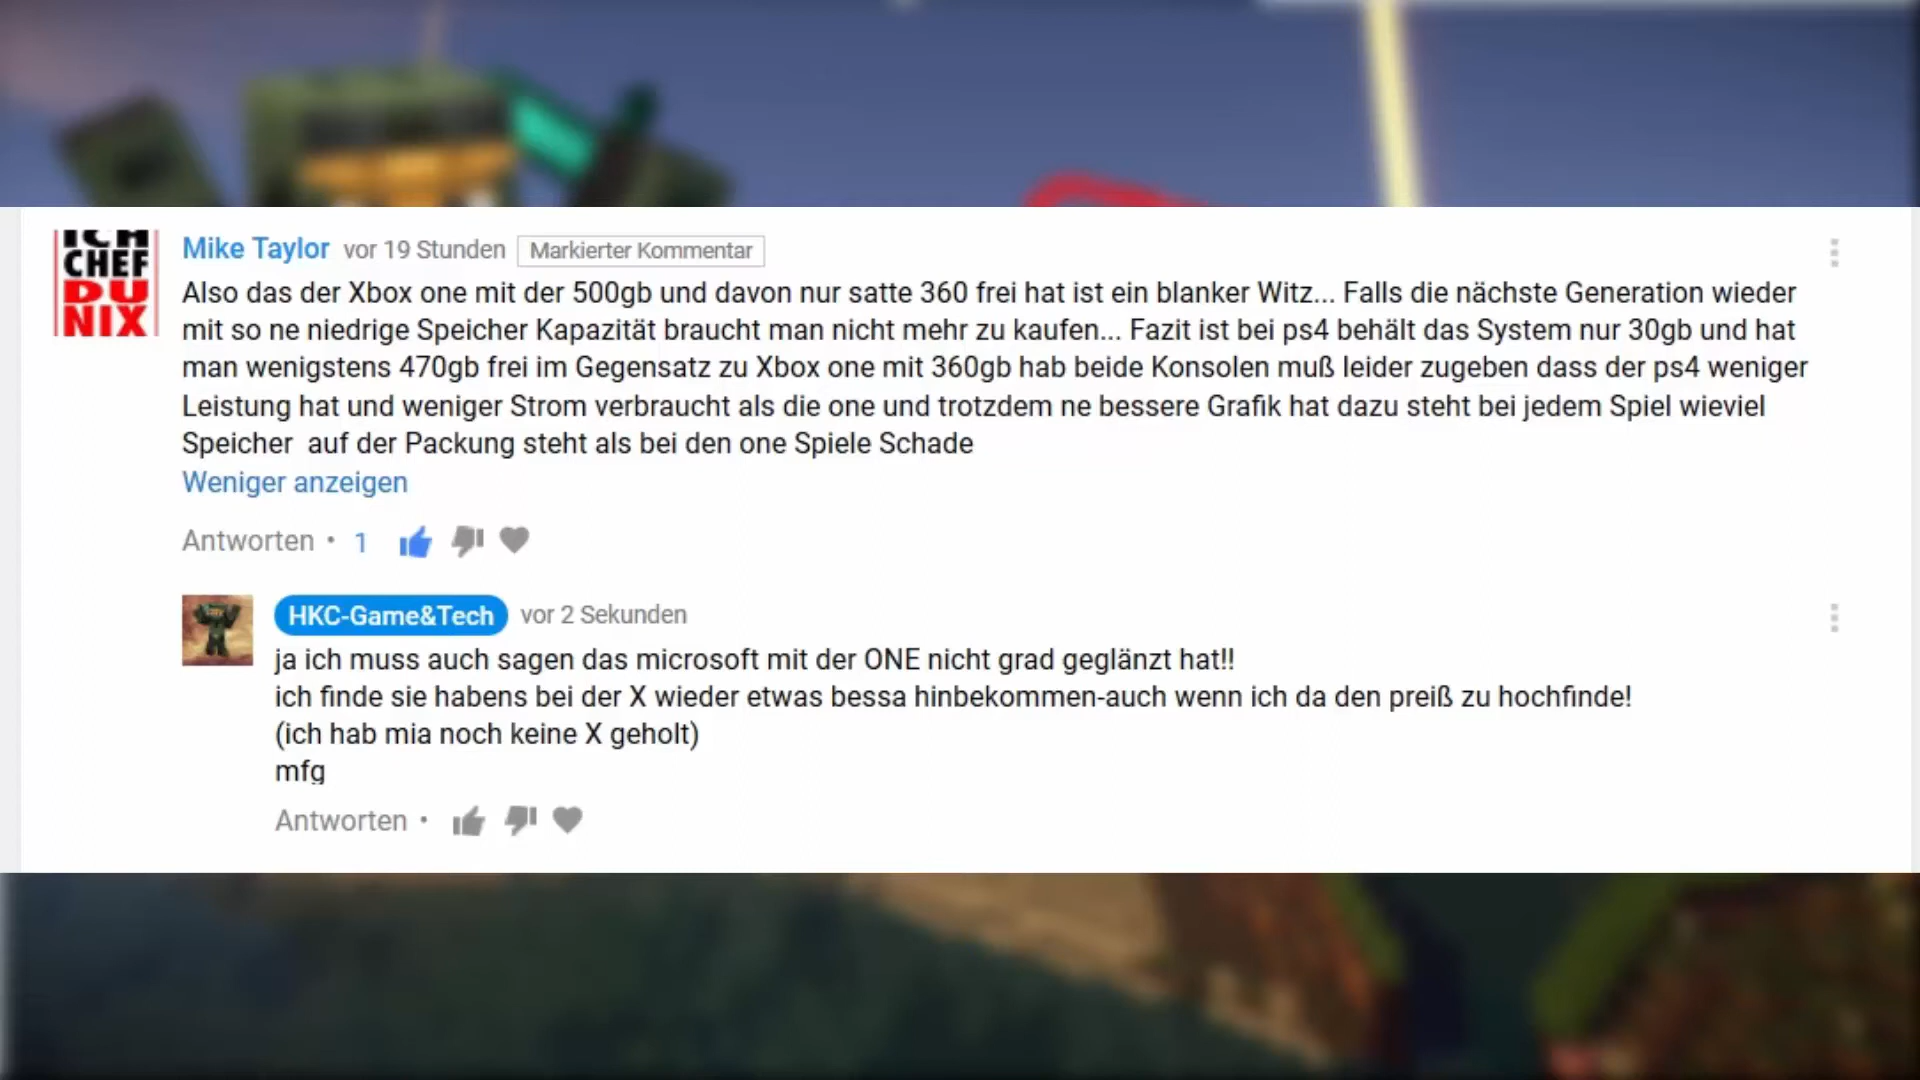 ICH
CHEF
DU
NIX
Mike Taylor vor 19 Stunden Markierter Kommentar
Also das der Xbox one mit der 500gb und davon nur satte 360 frei hat ist ein blanker Witz... Falls die nächste Generation wieder
mit so ne niedrige Speicher Kapazität braucht man nicht mehr zu kaufen... Fazit ist bei ps4 behält das System nur 30gb und hat
man wenigstens 470gb frei im Gegensatz zu Xbox one mit 360gb hab beide Konsolen muß leider zugeben dass der ps4 weniger
Leistung hat und weniger Strom verbraucht als die one und trotzdem ne bessere Grafik hat dazu steht bei jedem Spiel wieviel
Speicher  auf der Packung steht als bei den one Spiele Schade
Weniger anzeigen
Antworten • 1
HKC-Game&Tech vor 2 Sekunden
ja ich muss auch sagen das microsoft mit der ONE nicht grad geglänzt hat!!
ich finde sie habens bei der X wieder etwas bessa hinbekommen-auch wenn ich da den preiß zu hochfinde!
(ich hab mia noch keine X geholt)
mfg
Antworten •